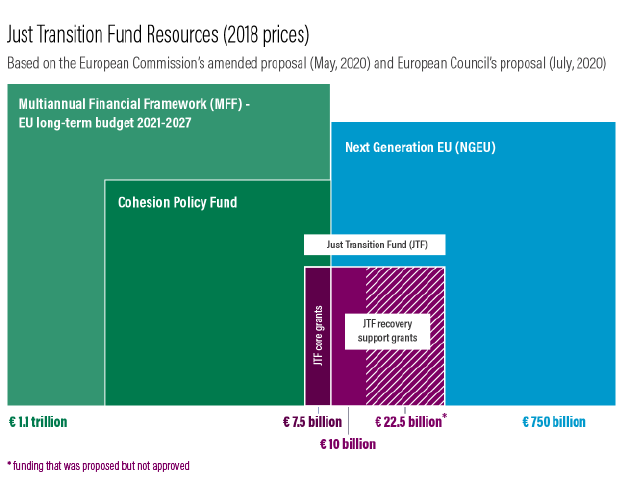 Just Transition Fund Resources (2018 prices)
Based on the European Commission's amended proposal (May, 2020) and European Council's proposal (July, 2020)
Multiannual Financial Framework (MFF) -
EU long-term budget 2021-2027
Next Generation EU (NGEU)
Cohesion Policy Fund
Just Transition Fund (JTF)
JTF core grants
JTF recovery
support grants
€ 1.1 trillion
€ 7.5 billion
€ 22.5 billion*
€ 750 billion
€ 10 billion
* funding that was proposed but not approved